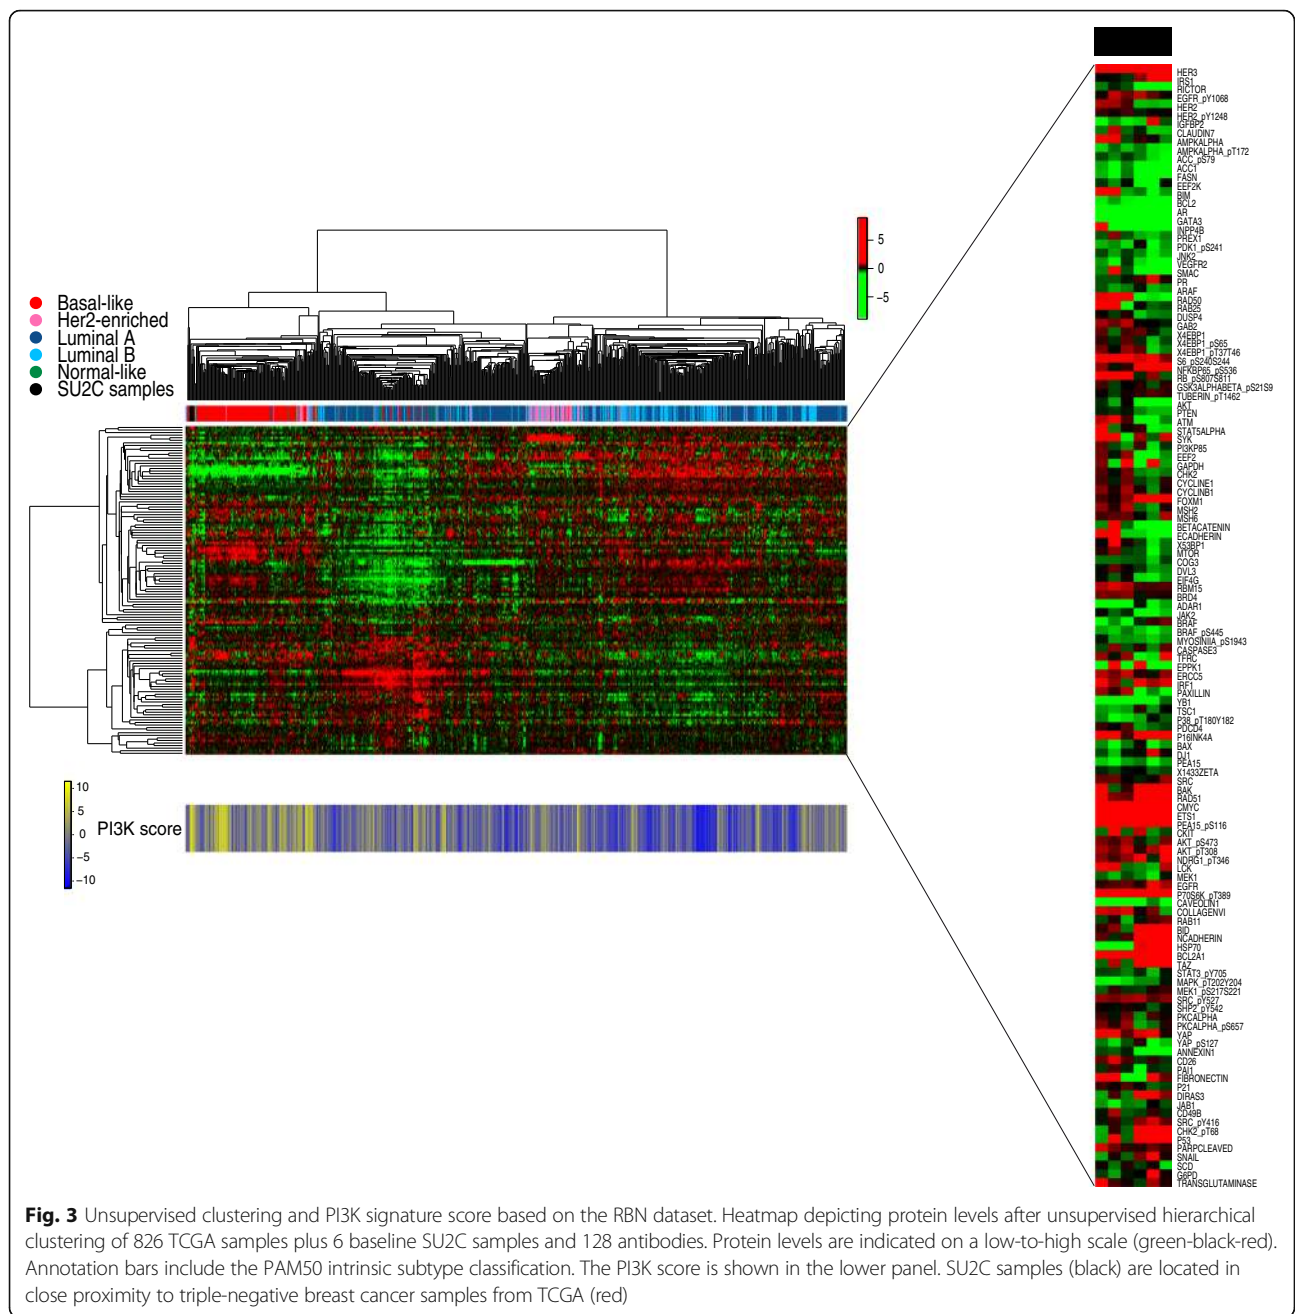 HER3
IRS1
RICTOR
EGFR_pY1068
HER2
HER2_pY1248
IGFBP2
CLAUDIN7
AMPKALPHA
AMPKALPHA_pT172
ACC_pS79
ACC1
FASN
EEF2K
BIM
BCL2
AR
GATA3
INPP4B
PREX1
PDK1_pS241
JNK2
VEGFR2
SMAC
PR
ARAF
RAD50
RAB25
DUSP4
GAB2
X4EBP1
X4EBP1_pS65
X4EBP1_pT37T46
S6_pS240S244
NFKBP65_pS536
RB_pS807S811
GSK3ALPHABETA_pS21S9
TUBERIN_pT1462
AKT
PTEN
ATM
STAT5ALPHA
SYK
PI3KP85
EEF2
GAPDH
CHK2
CYCLINE1
CYCLINB1
FOXM1
MSH2
MSH6
BETACATENIN
ECADHERIN
X53BP1
MTOR
COG3
DVL3
EIF4G
RBM15
BRD4
ADAR1
JAK2
BRAF
BRAF_pS445
MYOSINIIA_pS1943
CASPASE3
TFRC
EPPK1
ERCC5
IRF1
PAXILLIN
YB1
TSC1
P38_pT180Y182
PDCD4
P16INK4A
BAX
DJ1
PEA15
X1433ZETA
SRC
BAK
RAD51
CMYC
ETS1
PEA15_pS116
CKIT
AKT_pS473
AKT_pT308
NDRG1_pT346
LCK
MEK1
EGFR
P70S6K_pT389
CAVEOLIN1
COLLAGENVI
RAB11
BID
NCADHERIN
HSP70
BCL2A1
TAZ
STAT3_pY705
MAPK_pT202Y204
MEK1_pS217S221
SRC_pY527
SHP2_pY542
PKCALPHA
PKCALPHA_pS657
YAP
YAP_pS127
ANNEXIN1
CD26
PAI1
FIBRONECTIN
P21
DIRAS3
JAB1
CD49B
SRC_pY416
CHK2_pT68
P53
PARPCLEAVED
SNAIL
SCD
G6PD
TRANSGLUTAMINASE
5
0
−5
Basal-like
Her2-enriched
Luminal A
Luminal B
Normal-like
SU2C samples
10
5
0
−5
−10
PI3K score
Fig. 3 Unsupervised clustering and PI3K signature score based on the RBN dataset. Heatmap depicting protein levels after unsupervised hierarchical
clustering of 826 TCGA samples plus 6 baseline SU2C samples and 128 antibodies. Protein levels are indicated on a low-to-high scale (green-black-red).
Annotation bars include the PAM50 intrinsic subtype classification. The PI3K score is shown in the lower panel. SU2C samples (black) are located in
close proximity to triple-negative breast cancer samples from TCGA (red)